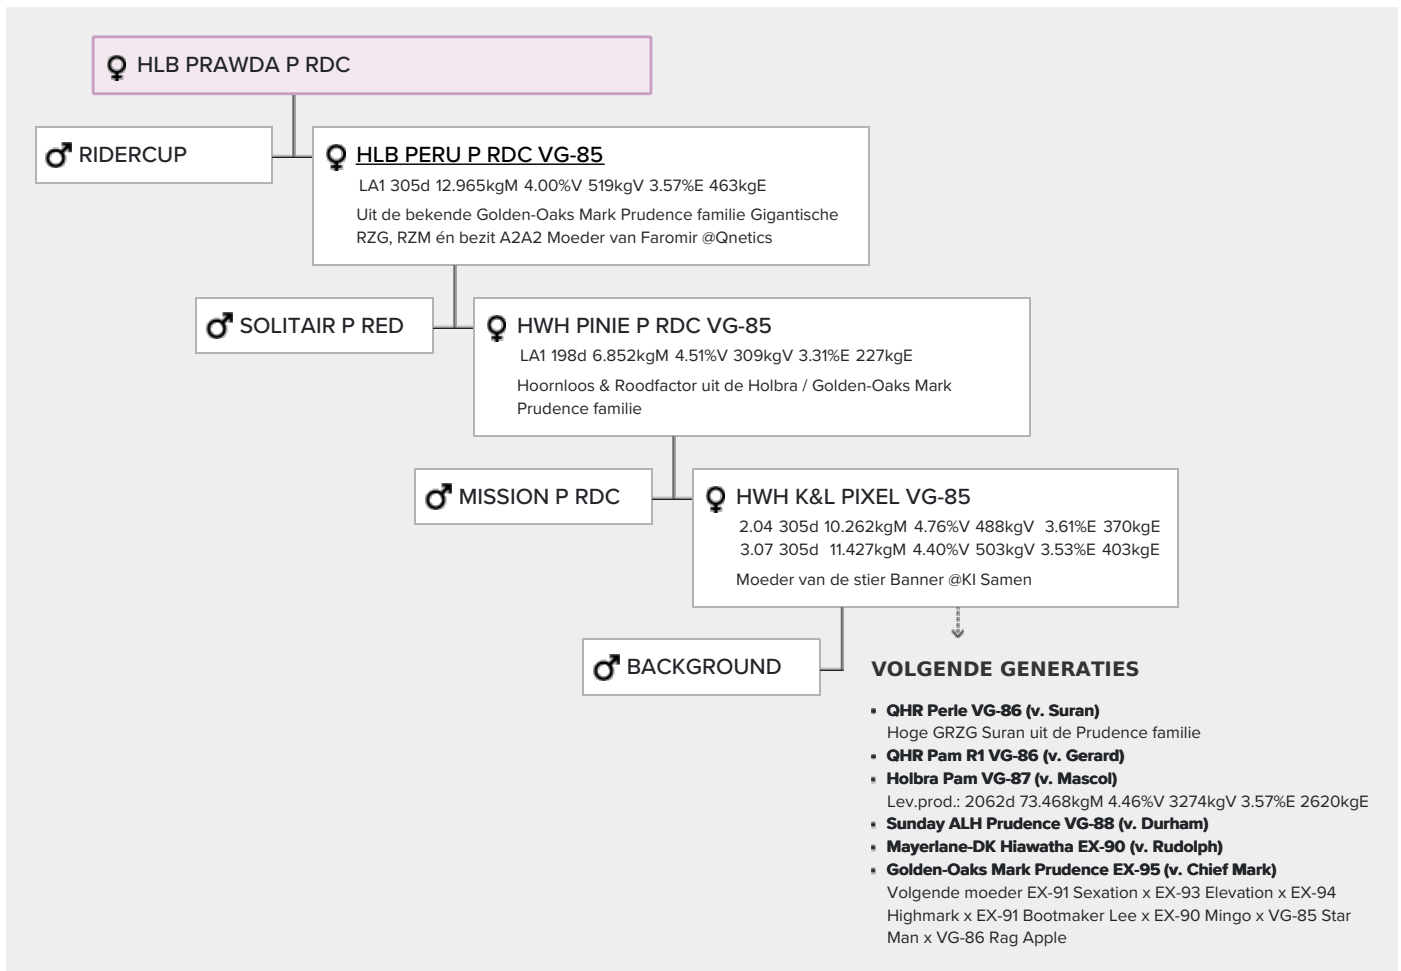 HLB PRAWDA P RDC
RIDERCUP
HLB PERU P RDC VG-85
LA1 305d 12.965kgM 4.00%V 519kgV 3.57%E 463kgE
Uit de bekende Golden-Oaks Mark Prudence familie Gigantische
RZG, RZM én bezit A2A2 Moeder van Faromir @Qnetics
SOLITAIR P RED
HWH PINIE P RDC VG-85
LA1 198d 6.852kgM 4.51%V 309kgV 3.31%E 227kgE
Hoornloos & Roodfactor uit de Holbra / Golden-Oaks Mark
Prudence familie
MISSION P RDC
HWH K&L PIXEL VG-85
2.04 305d 10.262kgM 4.76%V 488kgV 3.61%E 370kgE
3.07 305d 11.427kgM 4.40%V 503kgV 3.53%E 403kgE
Moeder van de stier Banner @KI Samen
BACKGROUND
VOLGENDE GENERATIES
QHR Perle VG-86 (v. Suran)
Hoge GRZG Suran uit de Prudence familie
QHR Pam R1 VG-86 (v. Gerard)
Holbra Pam VG-87 (v. Mascol)
Lev.prod.: 2062d 73.468kgM 4.46%V 3274kgV 3.57%E 2620kgE
Sunday ALH Prudence VG-88 (v. Durham)
Mayerlane-DK Hiawatha EX-90 (v. Rudolph)
Golden-Oaks Mark Prudence EX-95 (v. Chief Mark)
Volgende moeder EX-91 Sexation x EX-93 Elevation x EX-94
Highmark x EX-91 Bootmaker Lee x EX-90 Mingo x VG-85 Star
Man x VG-86 Rag Apple